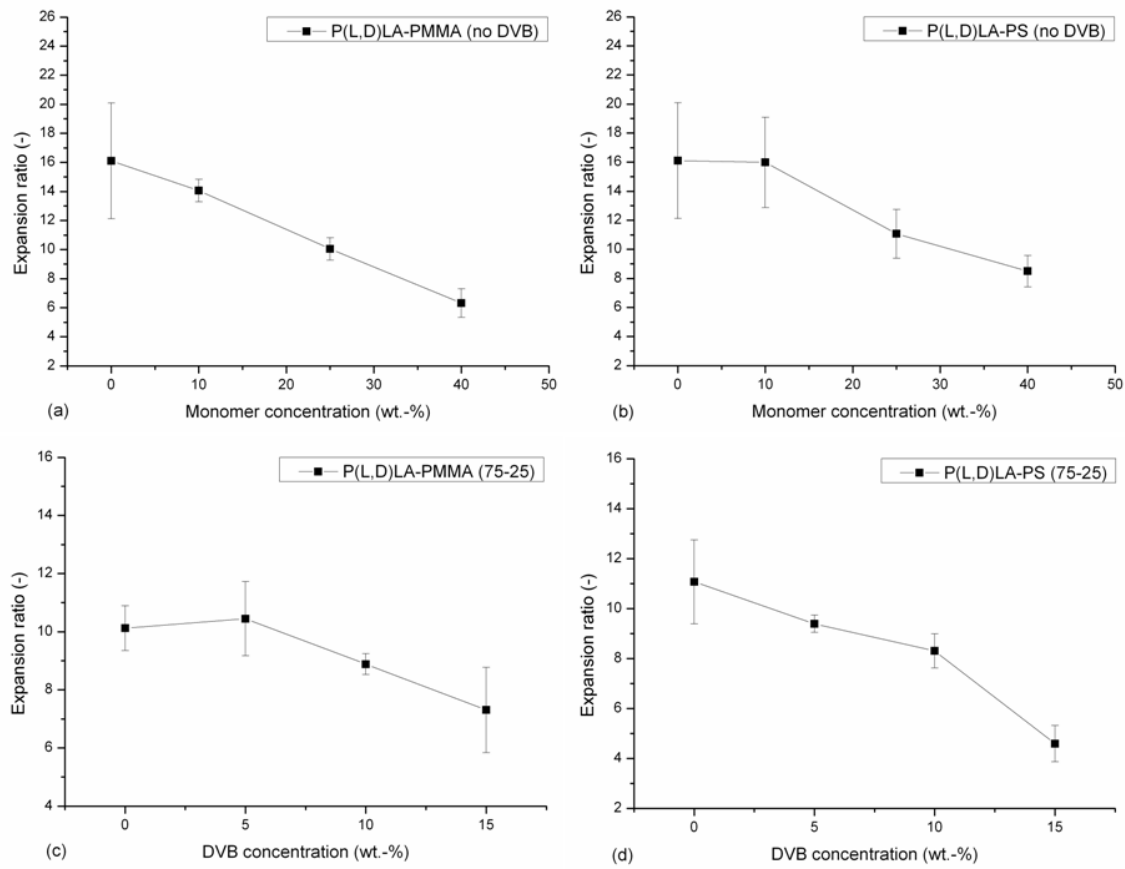 P(L,D)LA-PMMA (no DVB)
Expansion ratio (-)
26
24
22
20
18
16
14
12
10
8
6
4
2
0 10 20 30 40 50
(a) Monomer concentration (wt.-%)
P(L,D)LA-PS (no DVB)
Expansion ratio (-)
26
24
22
20
18
16
14
12
10
8
6
4
2
0 10 20 30 40 50
(b) Monomer concentration (wt.-%)
P(L,D)LA-PMMA (75-25)
Expansion ratio (-)
16
14
12
10
8
6
4
0 5 10 15
(c) DVB concentration (wt.-%)
P(L,D)LA-PS (75-25)
Expansion ratio (-)
16
14
12
10
8
6
4
2
0 5 10 15
(d) DVB concentration (wt.-%)